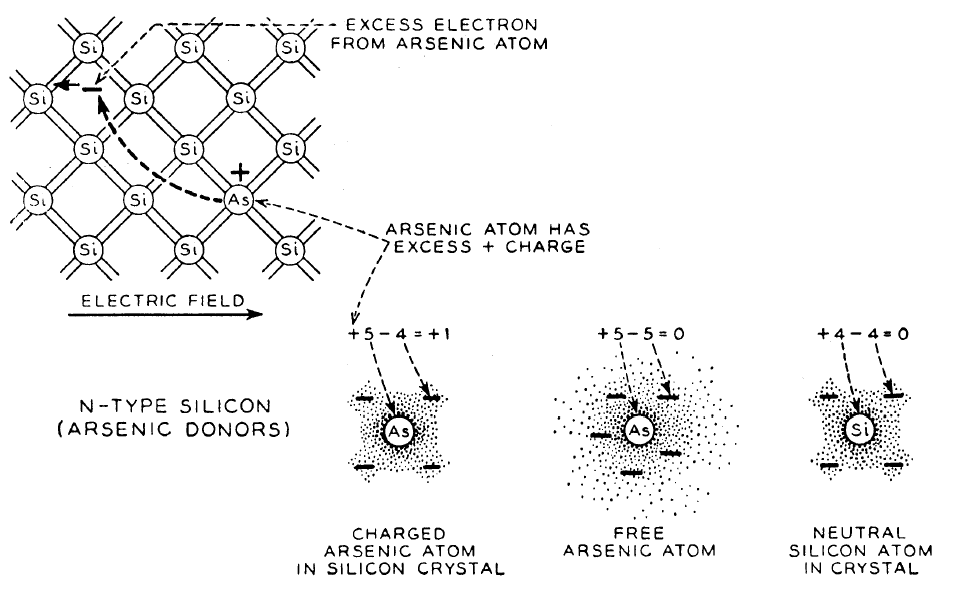 EXCESS ELECTRON
FROM ARSENIC ATOM
Si Si Si
Si − Si Si
Si Si Si
+
Si Si As
Si Si Si
ARSENIC ATOM HAS
EXCESS + CHARGE
ELECTRIC FIELD
+5−4=+1 +5−5=0 +4−4=0
N-TYPE SILICON
(ARSENIC DONORS)
As As Si
CHARGED
ARSENIC ATOM
IN SILICON CRYSTAL
FREE
ARSENIC ATOM
NEUTRAL
SILICON ATOM
IN CRYSTAL